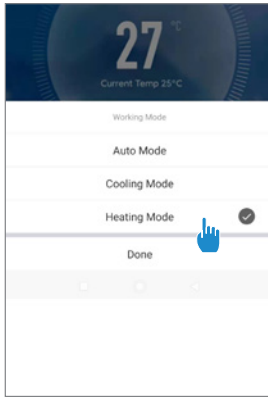 27 °C
Current Temp 25°C
Working Mode
Auto Mode
Cooling Mode
Heating Mode
Done